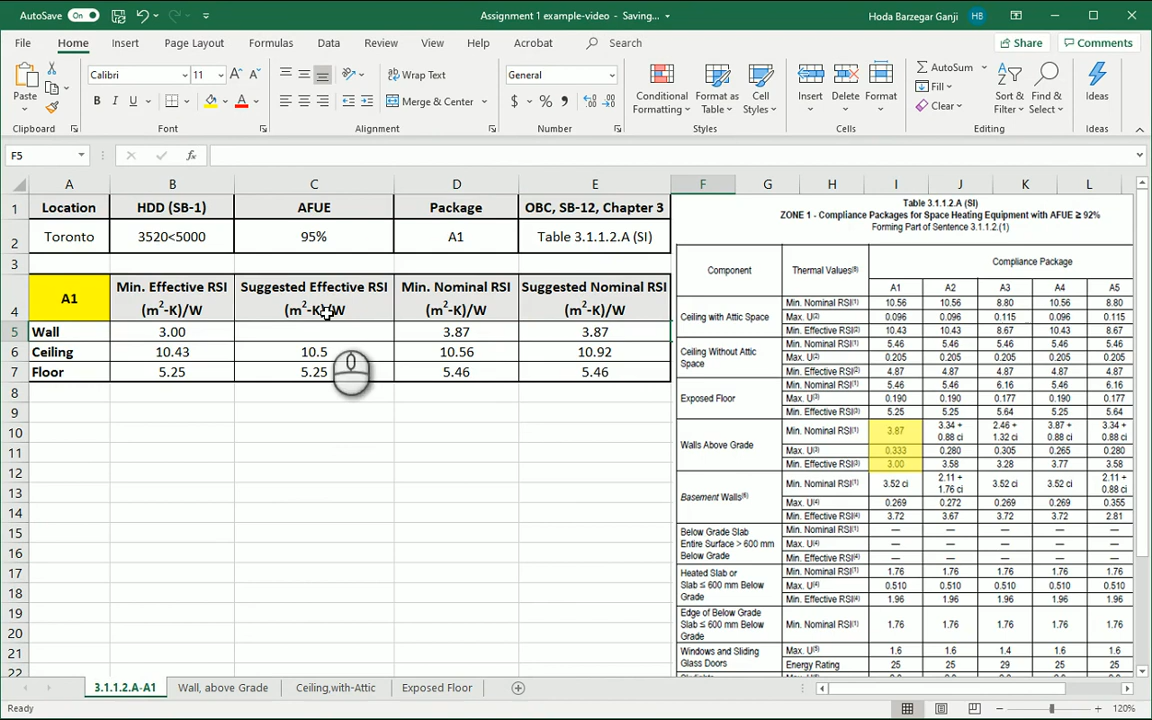 AutoSave On Assignment 1 example-video - Saving... Hoda Barzegar Ganji HB
File Home Insert Page Layout Formulas Data Review View Help Acrobat Search Share Comments
Paste Calibri 11 A A Wrap Text General Conditional Formatting Format as Table Cell Styles Insert Delete Format AutoSum Sort & Filter Find & Select Ideas
B I U A Merge & Center $ % Fill Clear
Clipboard Font Alignment Number Styles Cells Editing Ideas
F5 fx
A B C D E F G H I J K L
1 Location HDD (SB-1) AFUE Package OBC, SB-12, Chapter 3
2 Toronto 3520<5000 95% A1 Table 3.1.1.2.A (SI)
3
4 A1 Min. Effective RSI (m²-K)/W Suggested Effective RSI (m²-K)/W Min. Nominal RSI (m²-K)/W Suggested Nominal RSI (m²-K)/W
5 Wall 3.00 3.87 3.87
6 Ceiling 10.43 10.5 10.56 10.92
7 Floor 5.25 5.25 5.46 5.46
8
9
10
11
12
13
14
15
16
17
18
19
20
21
22
Table 3.1.1.2.A (SI)
ZONE 1 - Compliance Packages for Space Heating Equipment with AFUE ≥ 92%
Forming Part of Sentence 3.1.1.2.(1)
Component Thermal Values(8) Compliance Package
A1 A2 A3 A4 A5
Ceiling with Attic Space Min. Nominal RSI(1) 10.56 10.56 8.80 10.56 8.80
Max. U(2) 0.096 0.096 0.115 0.096 0.115
Min. Effective RSI(2) 10.43 10.43 8.67 10.43 8.67
Ceiling Without Attic Space Min. Nominal RSI(1) 5.46 5.46 5.46 5.46 5.46
Max. U(2) 0.205 0.205 0.205 0.205 0.205
Min. Effective RSI(2) 4.87 4.87 4.87 4.87 4.87
Exposed Floor Min. Nominal RSI(1) 5.46 5.46 6.16 5.46 6.16
Max. U(3) 0.190 0.190 0.177 0.190 0.177
Min. Effective RSI(3) 5.25 5.25 5.64 5.25 5.64
Walls Above Grade Min. Nominal RSI(1) 3.87 3.34 + 0.88 ci 2.46 + 1.32 ci 3.87 + 0.88 ci 3.34 + 0.88 ci
Max. U(3) 0.333 0.280 0.305 0.265 0.280
Min. Effective RSI(3) 3.00 3.58 3.28 3.77 3.58
Basement Walls(6) Min. Nominal RSI(1) 3.52 ci 2.11 + 1.76 ci 3.52 ci 3.52 ci 2.11 + 0.88 ci
Max. U(4) 0.269 0.272 0.269 0.269 0.355
Min. Effective RSI(4) 3.72 3.67 3.72 3.72 2.81
Below Grade Slab Entire Surface > 600 mm Below Grade Min. Nominal RSI(1) — — — — —
Max. U(4) — — — — —
Min. Effective RSI(4) — — — — —
Heated Slab or Slab ≤ 600 mm Below Grade Min. Nominal RSI(1) 1.76 1.76 1.76 1.76 1.76
Max. U(4) 0.510 0.510 0.510 0.510 0.510
Min. Effective RSI(4) 1.96 1.96 1.96 1.96 1.96
Edge of Below Grade Slab ≤ 600 mm Below Grade Min. Nominal RSI(1) 1.76 1.76 1.76 1.76 1.76
Windows and Sliding Glass Doors Max. U(5) 1.6 1.6 1.4 1.6 1.6
Energy Rating 25 25 29 25 25
3.1.1.2.A-A1 Wall, above Grade Ceiling,with-Attic Exposed Floor
Ready 120%